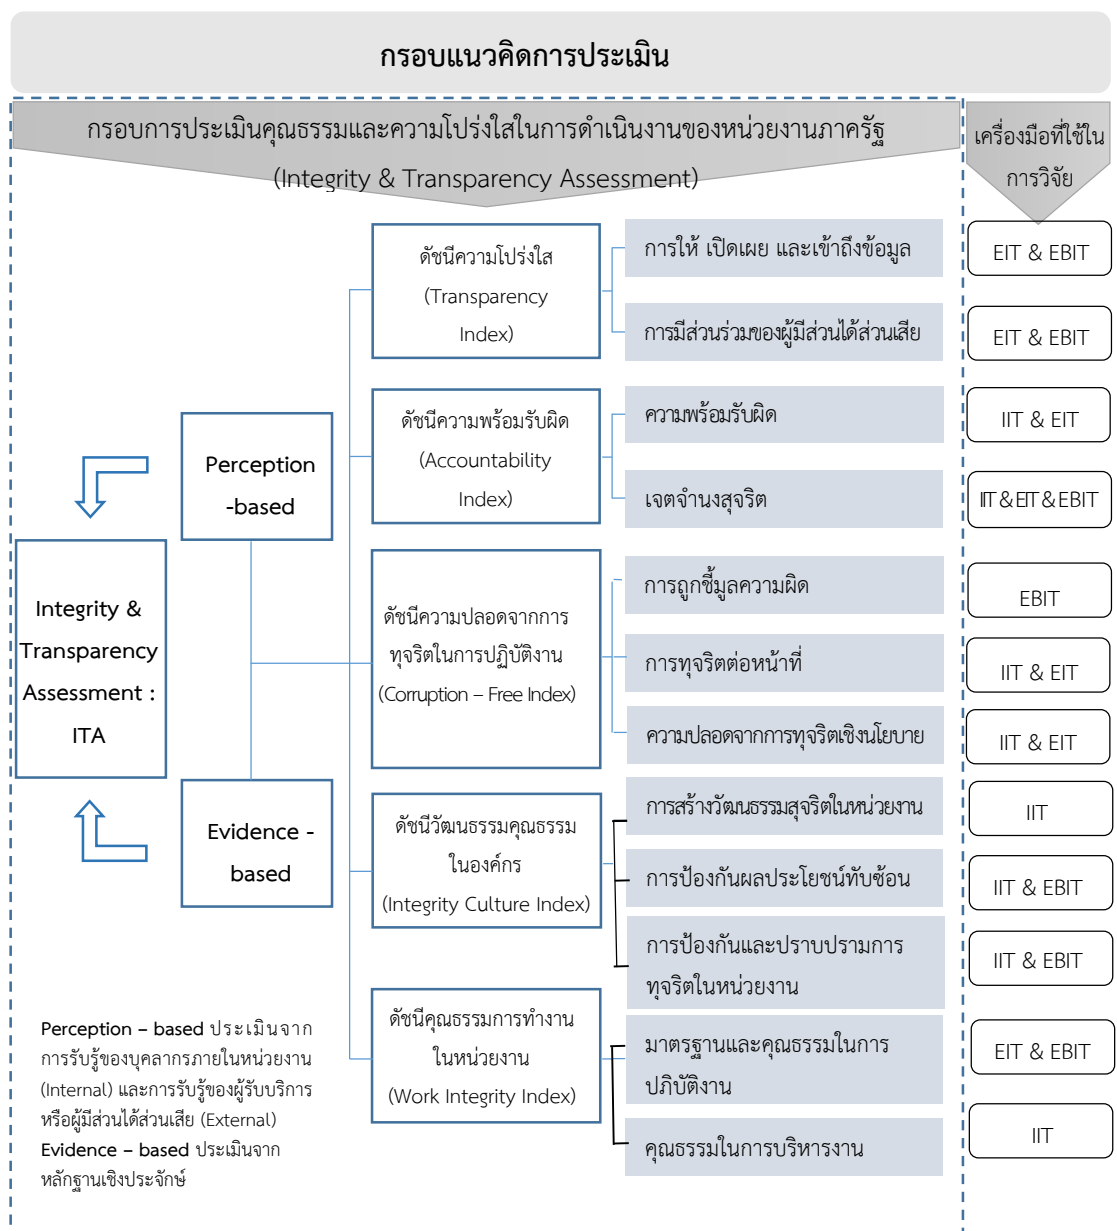 กรอบแนวคิดการประเมิน
กรอบการประเมินคุณธรรมและความโปร่งใสในการดำเนินงานของหน่วยงานภาครัฐ
(Integrity & Transparency Assessment)
เครื่องมือที่ใช้ใน
การวิจัย
ดัชนีความโปร่งใส
(Transparency
Index)
การให้ เปิดเผย และเข้าถึงข้อมูล
EIT & EBIT
การมีส่วนร่วมของผู้มีส่วนได้ส่วนเสีย
EIT & EBIT
ดัชนีความพร้อมรับผิด
(Accountability
Index)
ความพร้อมรับผิด
IIT & EIT
เจตจำนงสุจริต
IIT & EIT & EBIT
Perception
-based
Integrity &
Transparency
Assessment :
ITA
ดัชนีความปลอดจากการ
ทุจริตในการปฏิบัติงาน
(Corruption – Free Index)
การถูกชี้มูลความผิด
EBIT
การทุจริตต่อหน้าที่
IIT & EIT
ความปลอดจากการทุจริตเชิงนโยบาย
IIT & EIT
Evidence -
based
ดัชนีวัฒนธรรมคุณธรรม
ในองค์กร
(Integrity Culture Index)
การสร้างวัฒนธรรมสุจริตในหน่วยงาน
IIT
การป้องกันผลประโยชน์ทับซ้อน
IIT & EBIT
การป้องกันและปราบปรามการ
ทุจริตในหน่วยงาน
IIT & EBIT
ดัชนีคุณธรรมการทำงาน
ในหน่วยงาน
(Work Integrity Index)
มาตรฐานและคุณธรรมในการ
ปฏิบัติงาน
EIT & EBIT
คุณธรรมในการบริหารงาน
IIT
Perception – based ประเมินจาก
การรับรู้ของบุคลากรภายในหน่วยงาน
(Internal) และการรับรู้ของผู้รับบริการ
หรือผู้มีส่วนได้ส่วนเสีย (External)
Evidence – based ประเมินจาก
หลักฐานเชิงประจักษ์